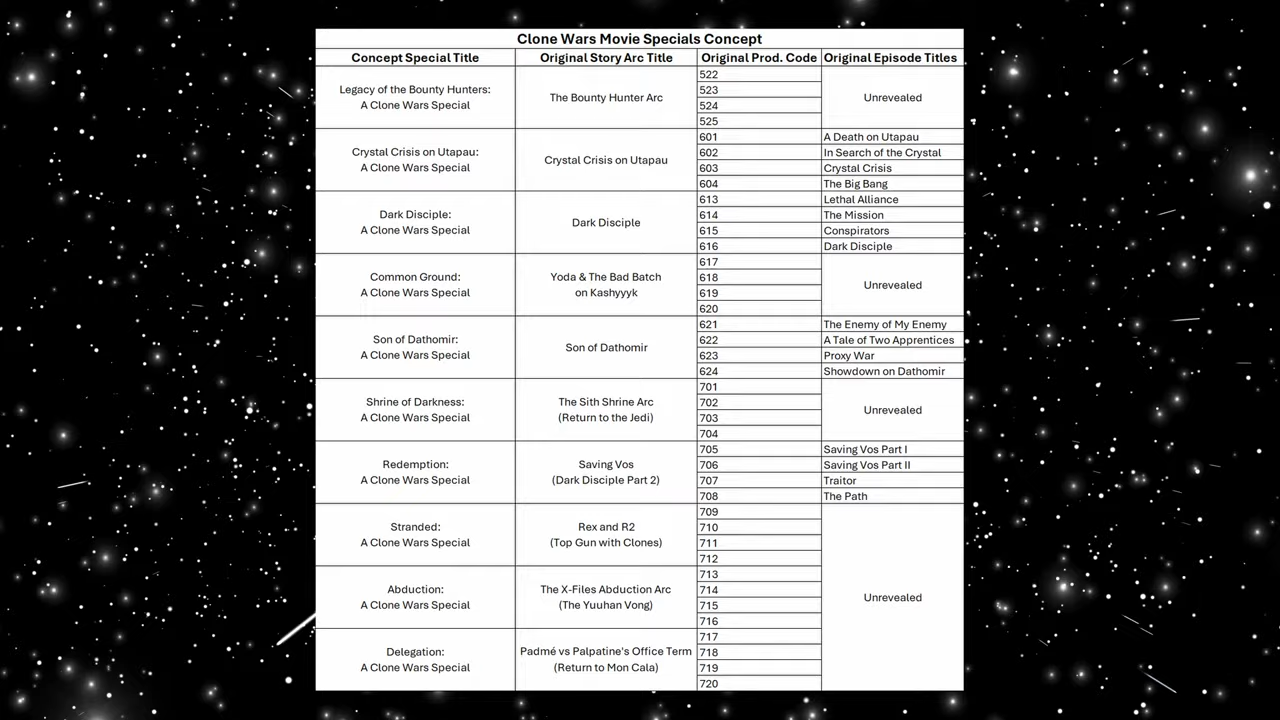 Clone Wars Movie Specials Concept
Concept Special Title Original Story Arc Title Original Prod. Code Original Episode Titles
Legacy of the Bounty Hunters:
A Clone Wars Special
The Bounty Hunter Arc
522
523
524
525
Unrevealed
Crystal Crisis on Utapau:
A Clone Wars Special
Crystal Crisis on Utapau
601 A Death on Utapau
602 In Search of the Crystal
603 Crystal Crisis
604 The Big Bang
Dark Disciple:
A Clone Wars Special
Dark Disciple
613 Lethal Alliance
614 The Mission
615 Conspirators
616 Dark Disciple
Common Ground:
A Clone Wars Special
Yoda & The Bad Batch
on Kashyyyk
617
618
619
620
Unrevealed
Son of Dathomir:
A Clone Wars Special
Son of Dathomir
621 The Enemy of My Enemy
622 A Tale of Two Apprentices
623 Proxy War
624 Showdown on Dathomir
Shrine of Darkness:
A Clone Wars Special
The Sith Shrine Arc
(Return to the Jedi)
701
702
703
704
Unrevealed
Redemption:
A Clone Wars Special
Saving Vos
(Dark Disciple Part 2)
705 Saving Vos Part I
706 Saving Vos Part II
707 Traitor
708 The Path
Stranded:
A Clone Wars Special
Rex and R2
(Top Gun with Clones)
709
710
711
712
Abduction:
A Clone Wars Special
The X-Files Abduction Arc
(The Yuuhan Vong)
713
714
715
716
Unrevealed
Delegation:
A Clone Wars Special
Padmé vs Palpatine's Office Term
(Return to Mon Cala)
717
718
719
720